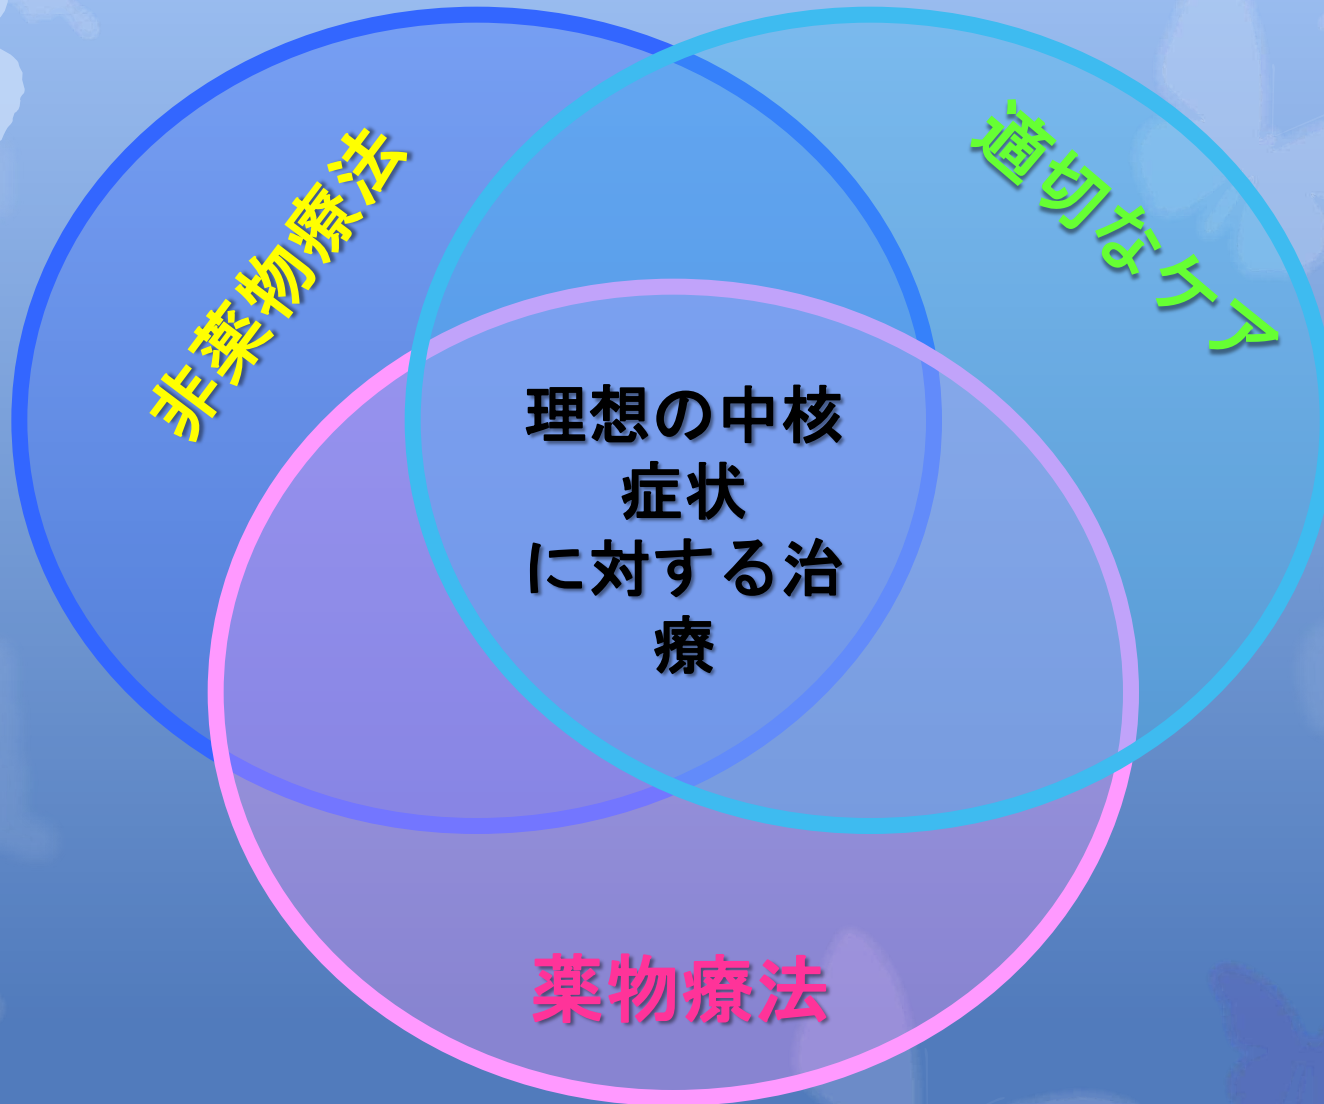 非薬物療法
適切なケア
理想の中核
症状
に対する治
療
薬物療法